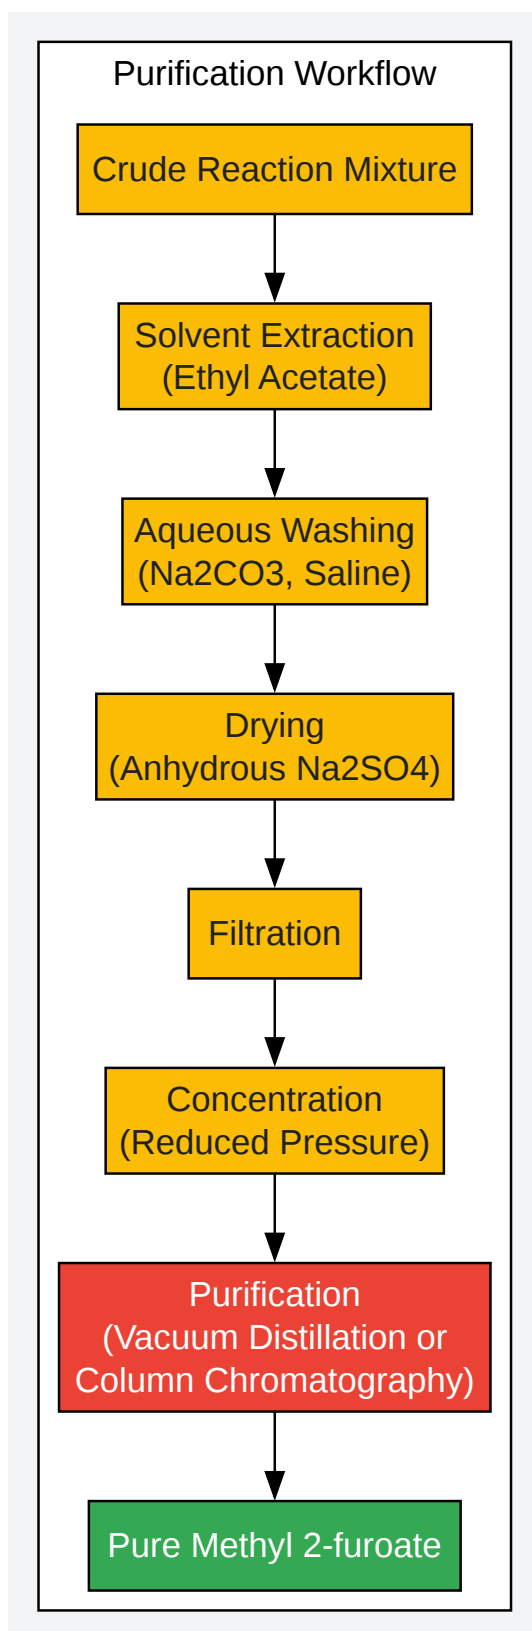 Purification Workflow
Crude Reaction Mixture
Solvent Extraction
(Ethyl Acetate)
Aqueous Washing
(Na2CO3, Saline)
Drying
(Anhydrous Na2SO4)
Filtration
Concentration
(Reduced Pressure)
Purification
(Vacuum Distillation or
Column Chromatography)
Pure Methyl 2-furoate